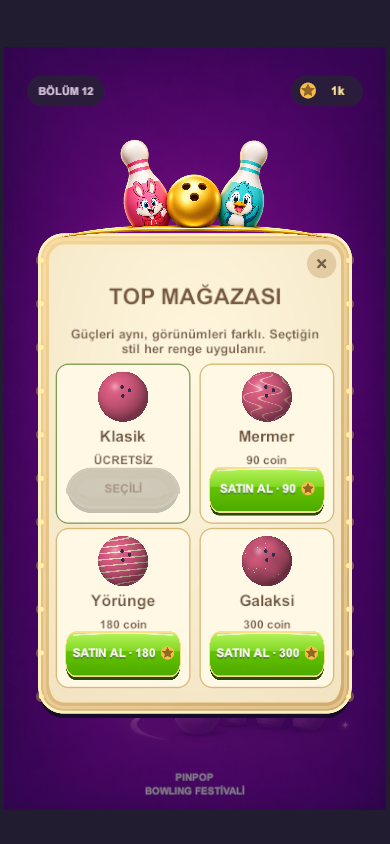 BÖLÜM 12
1k
TOP MAĞAZASI
Güçleri aynı, görünümleri farklı. Seçtiğin
stil her renge uygulanır.
Klasik
ÜCRETSİZ
SEÇİLİ
Mermer
90 coin
SATIN AL · 90
Yörünge
180 coin
SATIN AL · 180
Galaksi
300 coin
SATIN AL · 300
PINPOP
BOWLING FESTİVALİ